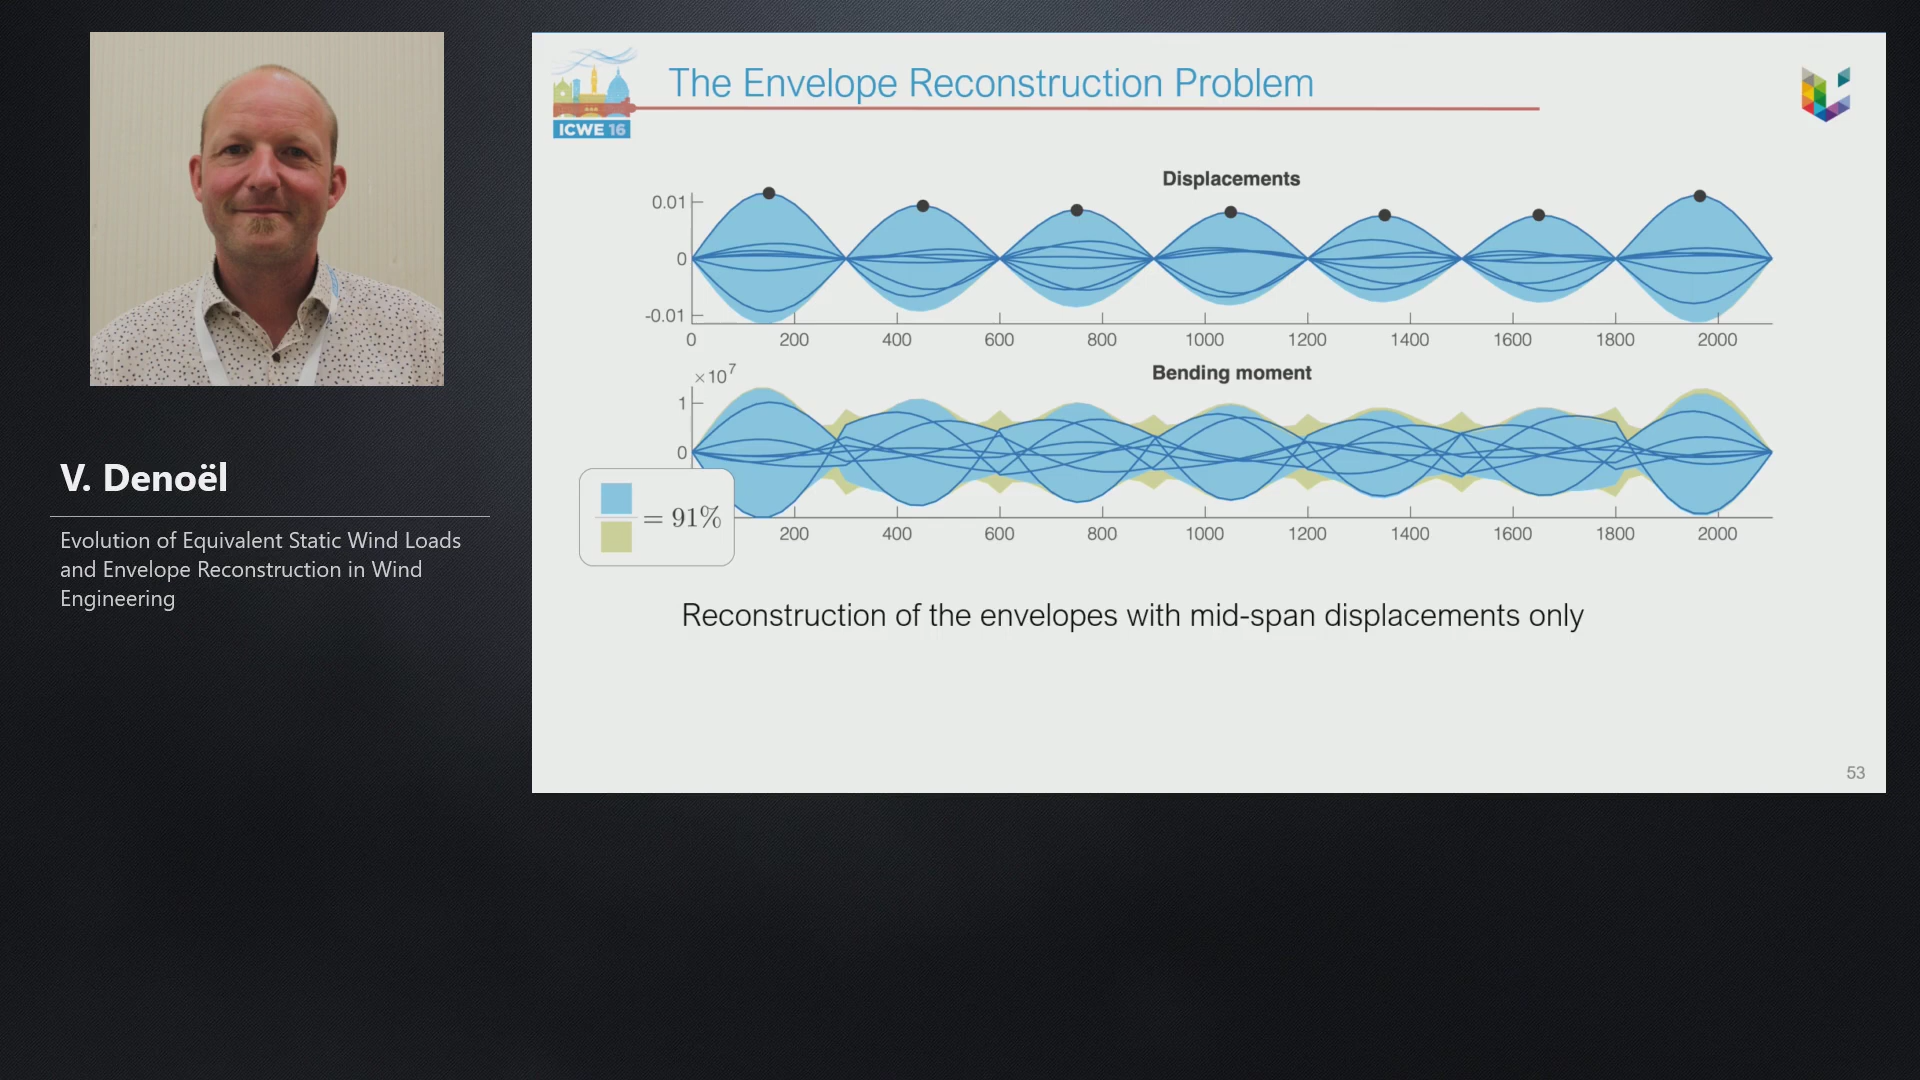 V. Denoël
Evolution of Equivalent Static Wind Loads
and Envelope Reconstruction in Wind
Engineering
ICWE 16
The Envelope Reconstruction Problem
Displacements
0.01
0
-0.01
0 200 400 600 800 1000 1200 1400 1600 1800 2000
Bending moment
×10⁷
1
0
200 400 600 800 1000 1200 1400 1600 1800 2000
= 91%
Reconstruction of the envelopes with mid-span displacements only
53